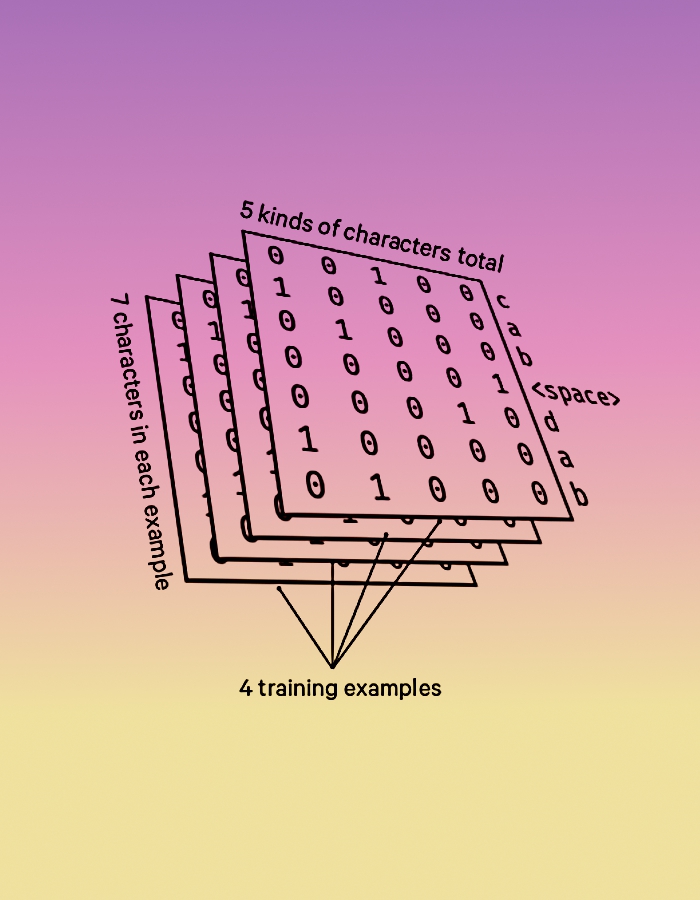 5 kinds of characters total
7 characters in each example
0 0 1 0 0 c
1 0 0 0 0 a
0 1 0 0 0 b
0 0 0 0 1 <space>
0 0 0 1 0 d
1 0 0 0 0 a
0 1 0 0 0 b
4 training examples